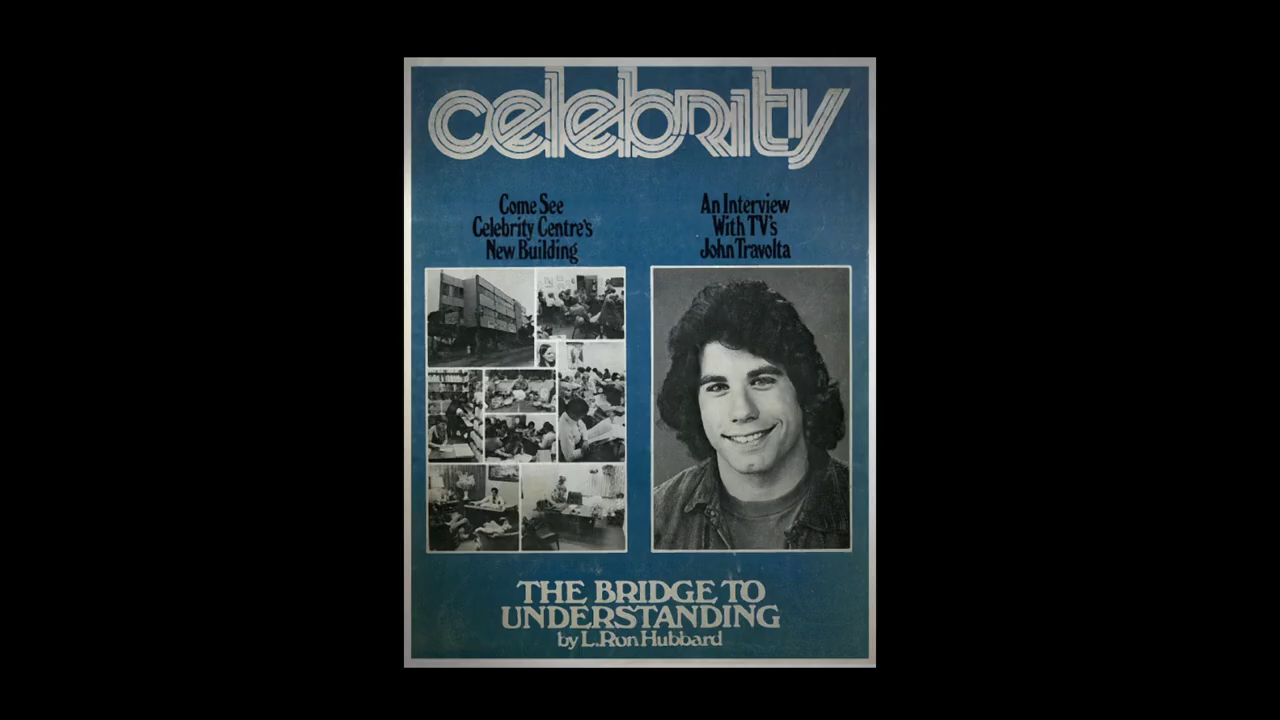 celebrity
Come See
Celebrity Centre's
New Building
An Interview
With TV's
John Travolta
THE BRIDGE TO
UNDERSTANDING
by L. Ron Hubbard